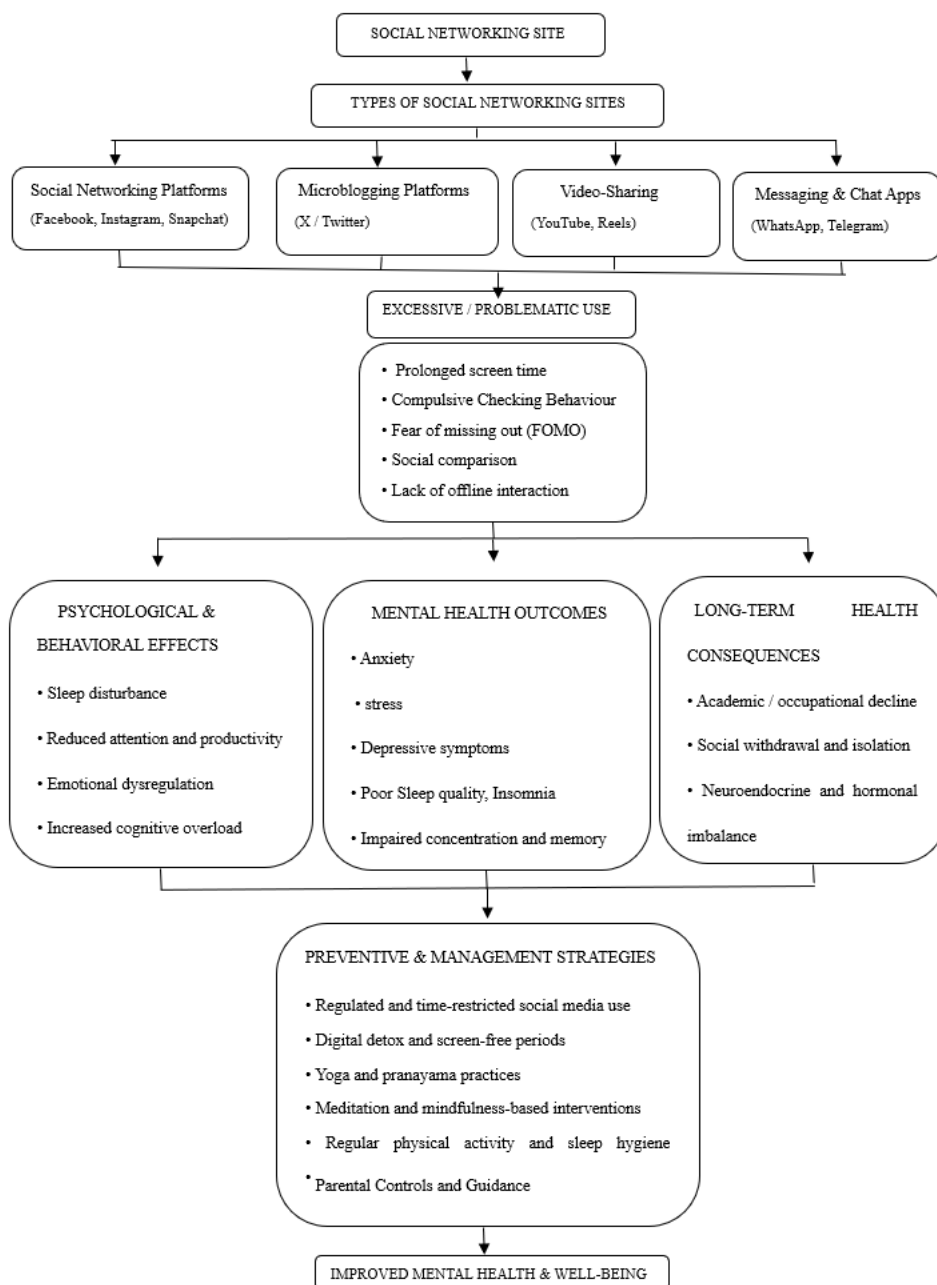 SOCIAL NETWORKING SITE
TYPES OF SOCIAL NETWORKING SITES
Social Networking Platforms
(Facebook, Instagram, Snapchat)
Microblogging Platforms
(X / Twitter)
Video-Sharing
(YouTube, Reels)
Messaging & Chat Apps
(WhatsApp, Telegram)
EXCESSIVE / PROBLEMATIC USE
• Prolonged screen time
• Compulsive Checking Behaviour
• Fear of missing out (FOMO)
• Social comparison
• Lack of offline interaction
PSYCHOLOGICAL &
BEHAVIORAL EFFECTS
• Sleep disturbance
• Reduced attention and productivity
• Emotional dysregulation
• Increased cognitive overload
MENTAL HEALTH OUTCOMES
• Anxiety
• stress
• Depressive symptoms
• Poor Sleep quality, Insomnia
• Impaired concentration and memory
LONG-TERM HEALTH
CONSEQUENCES
• Academic / occupational decline
• Social withdrawal and isolation
• Neuroendocrine and hormonal
imbalance
PREVENTIVE & MANAGEMENT STRATEGIES
• Regulated and time-restricted social media use
• Digital detox and screen-free periods
• Yoga and pranayama practices
• Meditation and mindfulness-based interventions
• Regular physical activity and sleep hygiene
• Parental Controls and Guidance
IMPROVED MENTAL HEALTH & WELL-BEING